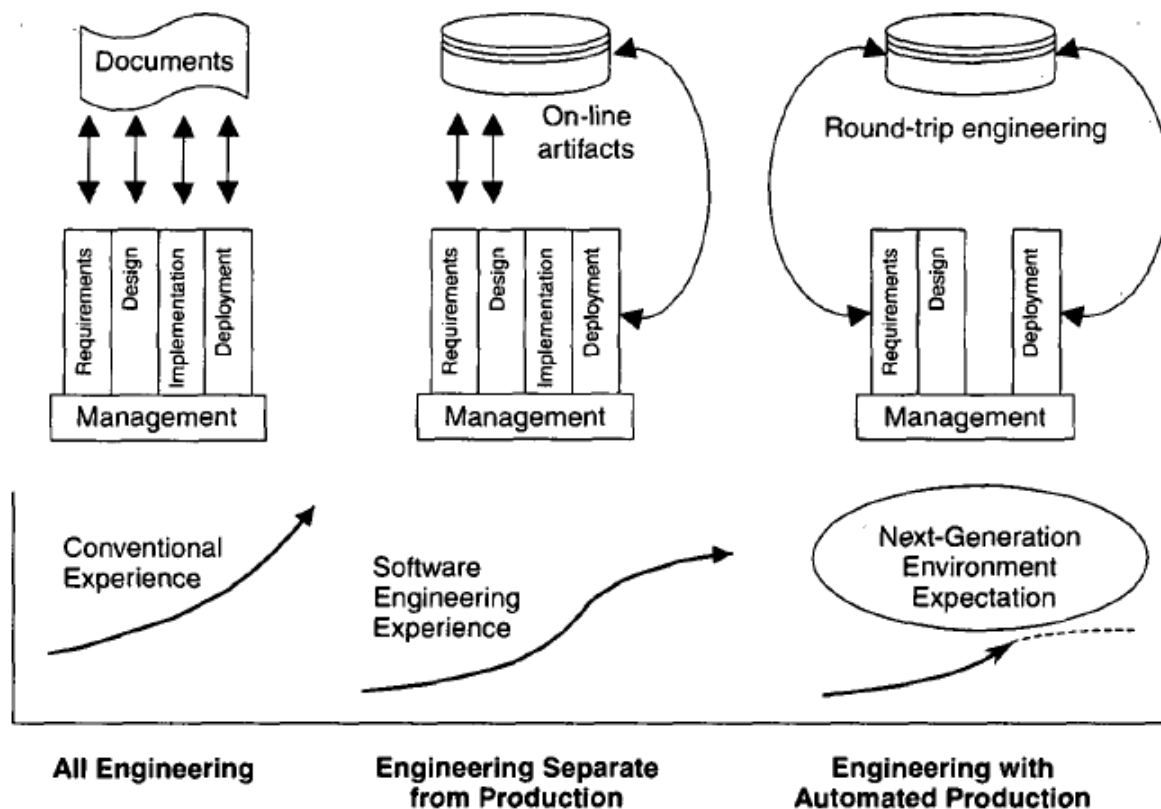 Documents
On-line
artifacts
Round-trip engineering
Requirements
Design
Implementation
Deployment
Management
Requirements
Design
Implementation
Deployment
Management
Requirements
Design
Deployment
Management
Conventional
Experience
Software
Engineering
Experience
Next-Generation
Environment
Expectation
All Engineering
Engineering Separate
from Production
Engineering with
Automated Production